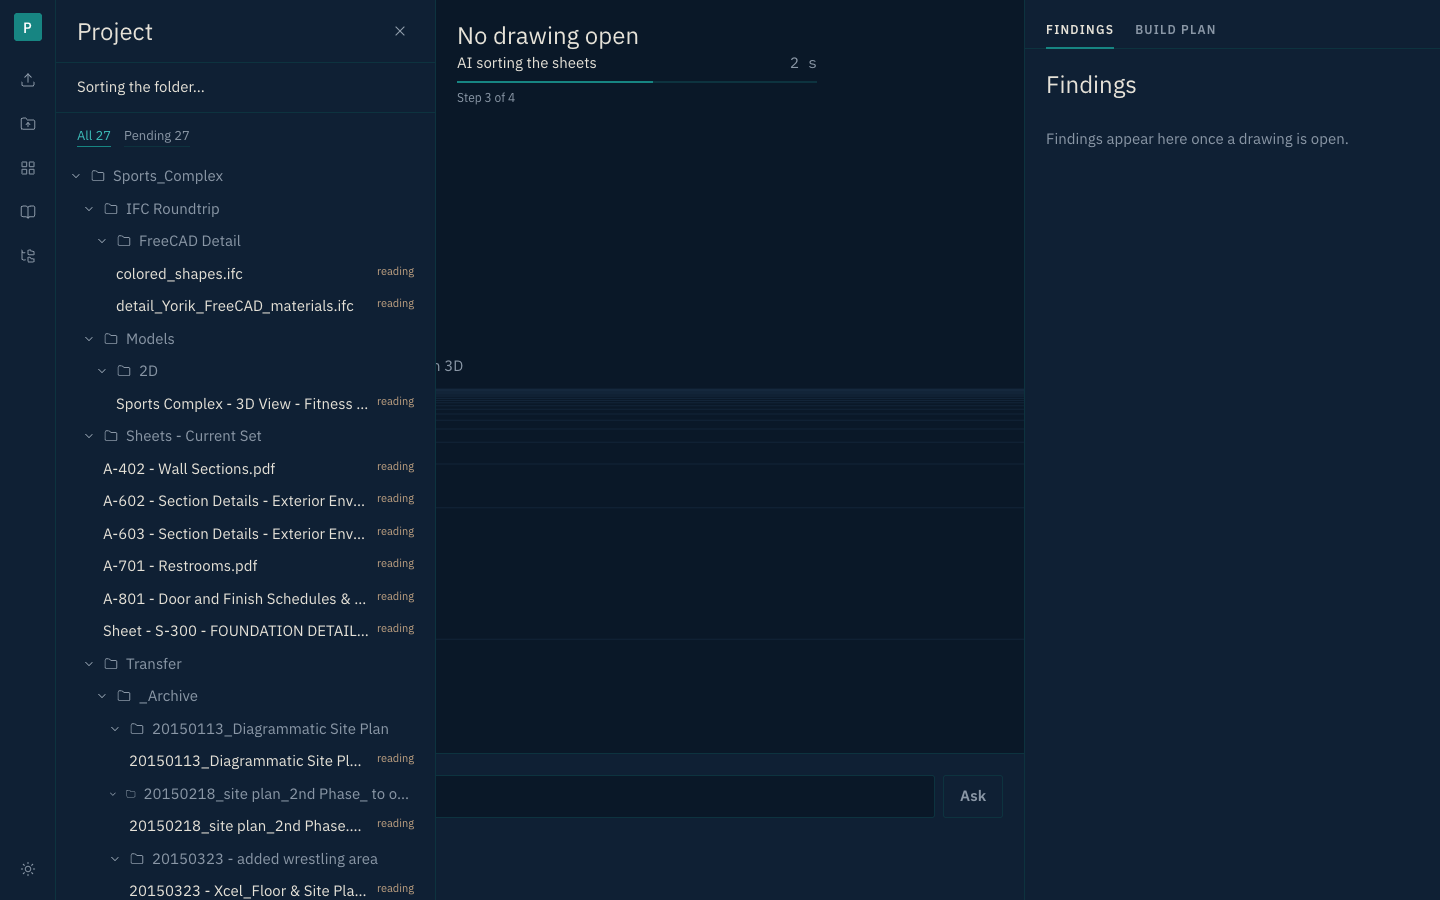 P
Project
Sorting the folder...
All 27
Pending 27
Sports_Complex
IFC Roundtrip
FreeCAD Detail
colored_shapes.ifc reading
detail_Yorik_FreeCAD_materials.ifc reading
Models
2D
Sports Complex - 3D View - Fitness ... reading
Sheets - Current Set
A-402 - Wall Sections.pdf reading
A-602 - Section Details - Exterior Env... reading
A-603 - Section Details - Exterior Env... reading
A-701 - Restrooms.pdf reading
A-801 - Door and Finish Schedules & ... reading
Sheet - S-300 - FOUNDATION DETAIL... reading
Transfer
_Archive
20150113_Diagrammatic Site Plan
20150113_Diagrammatic Site Pl... reading
20150218_site plan_2nd Phase_ to o...
20150218_site plan_2nd Phase.... reading
20150323 - added wrestling area
20150323 - Xcel_Floor & Site Pla... reading
No drawing open
AI sorting the sheets 2 s
Step 3 of 4
3D
Ask
FINDINGS
BUILD PLAN
Findings
Findings appear here once a drawing is open.